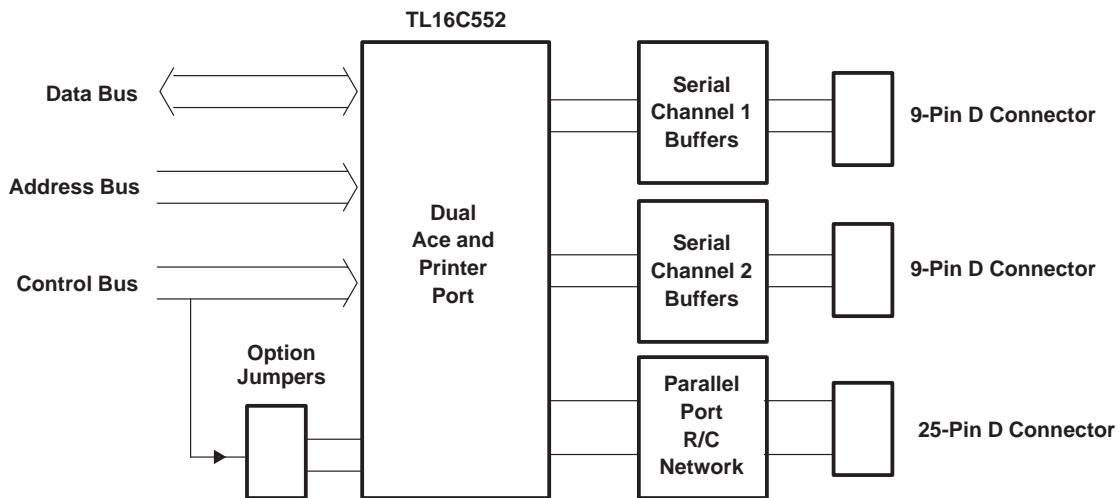 TL16C552
Data Bus
Address Bus
Control Bus
Option
Jumpers
Dual
Ace and
Printer
Port
Serial
Channel 1
Buffers
9-Pin D Connector
Serial
Channel 2
Buffers
9-Pin D Connector
Parallel
Port
R/C
Network
25-Pin D Connector